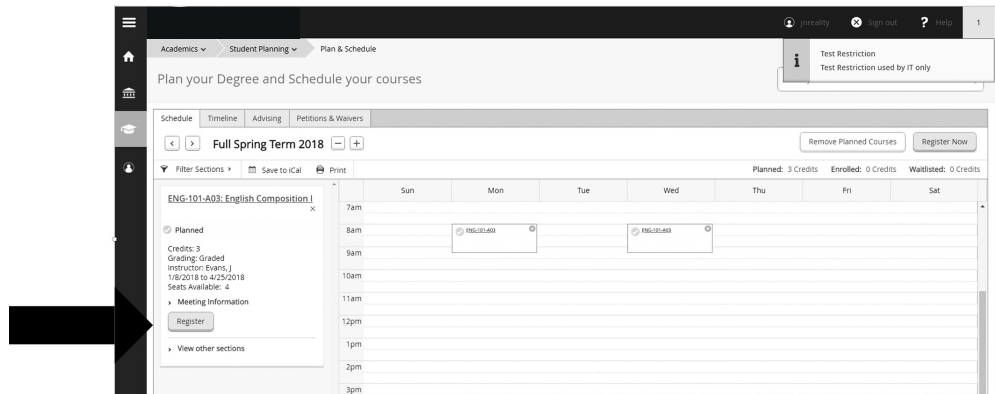 jnreality Sign out ? Help 1
Test Restriction
Test Restriction used by IT only
Academics Student Planning Plan & Schedule
Plan your Degree and Schedule your courses
Schedule Timeline Advising Petitions & Waivers
< > Full Spring Term 2018 − +
Remove Planned Courses Register Now
Filter Sections Save to iCal Print
Planned: 3 Credits Enrolled: 0 Credits Waitlisted: 0 Credits
ENG-101-A03: English Composition I
×
Planned
Credits: 3
Grading: Graded
Instructor: Evans, J
1/8/2018 to 4/25/2018
Seats Available: 4
Meeting Information
Register
View other sections
Sun Mon Tue Wed Thu Fri Sat
7am
8am
ENG-101-A03 ENG-101-A03
9am
10am
11am
12pm
1pm
2pm
3pm